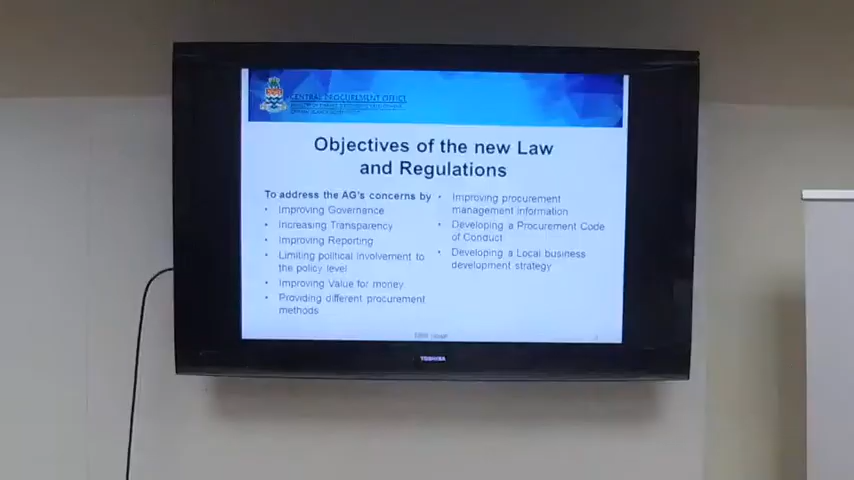 CENTRAL PROCUREMENT OFFICE
Objectives of the new Law
and Regulations
To address the AG's concerns by
• Improving Governance
• Increasing Transparency
• Improving Reporting
• Limiting political involvement to
the policy level
• Improving Value for money
• Providing different procurement
methods
• Improving procurement
management information
• Developing a Procurement Code
of Conduct
• Developing a Local business
development strategy
TOSHIBA